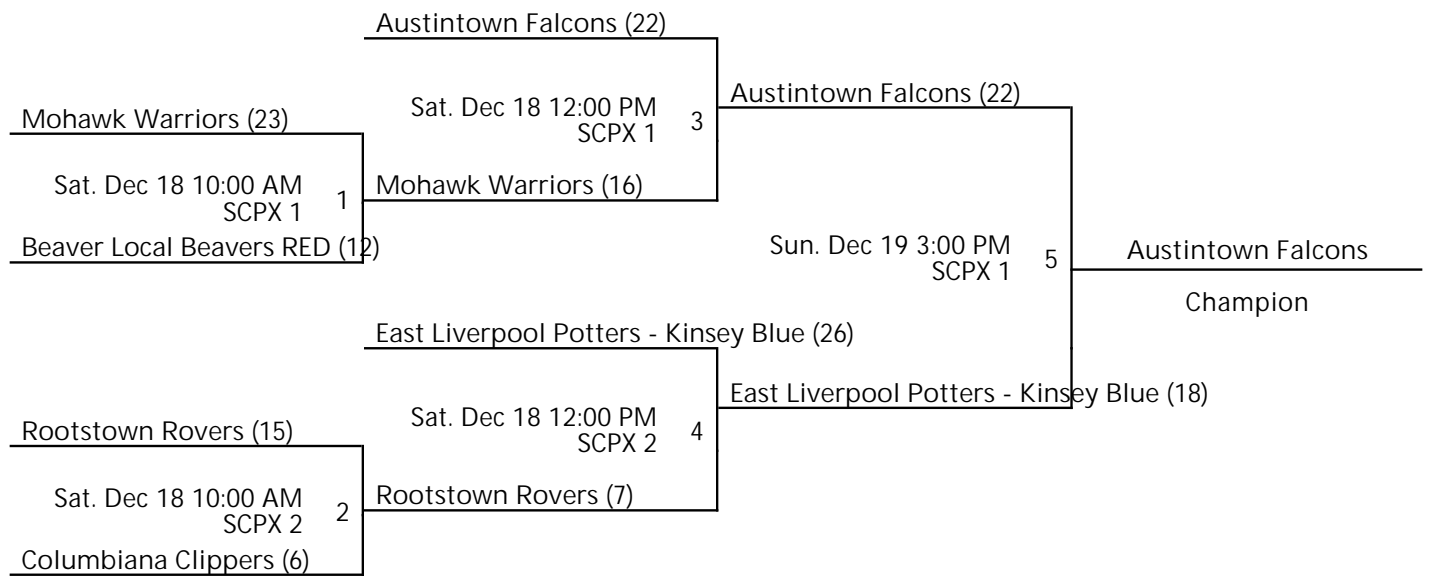 Austintown Falcons (22)
Sat. Dec 18 12:00 PM
SCPX 1
3
Austintown Falcons (22)
Mohawk Warriors (23)
Sat. Dec 18 10:00 AM
SCPX 1
1
Mohawk Warriors (16)
Beaver Local Beavers RED (12)
Sun. Dec 19 3:00 PM
SCPX 1
5
Austintown Falcons
Champion
East Liverpool Potters - Kinsey Blue (26)
Sat. Dec 18 12:00 PM
SCPX 2
4
East Liverpool Potters - Kinsey Blue (18)
Rootstown Rovers (15)
Sat. Dec 18 10:00 AM
SCPX 2
2
Rootstown Rovers (7)
Columbiana Clippers (6)